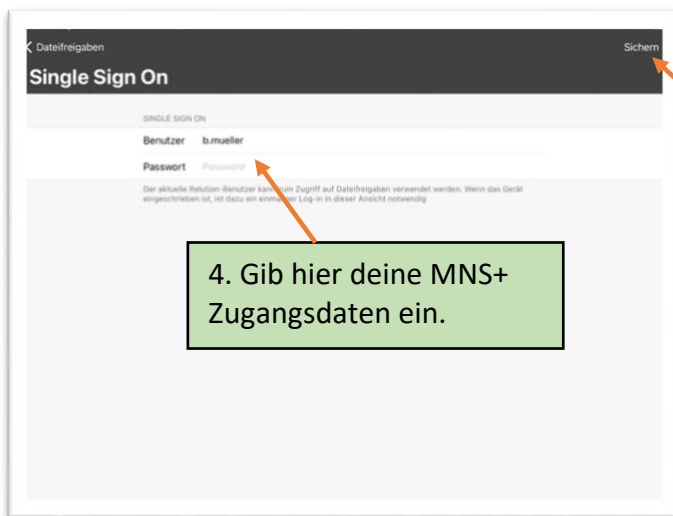 Dateifreigaben
Sichern
Single Sign On
SINGLE SIGN ON
Benutzer b.mueller
Passwort Password
Der aktuelle Relution-Benutzer kann zum Zugriff auf Dateifreigaben verwendet werden. Wenn das Gerät
eingeschrieben ist, ist dazu ein einmaliger Log-in in dieser Ansicht notwendig
4. Gib hier deine MNS+
Zugangsdaten ein.